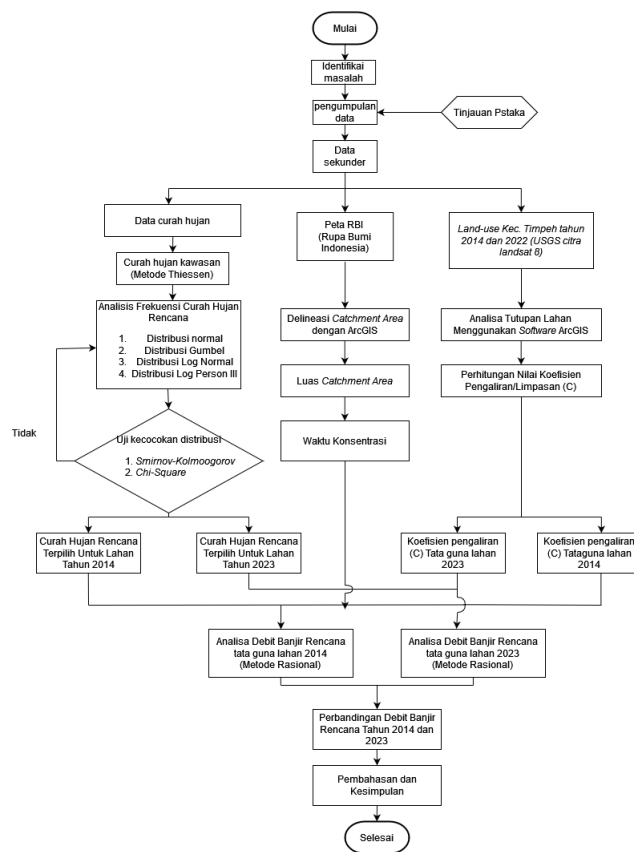 Mulai
Identifikai
masalah
pengumpulan
data
Tinjauan Pstaka
Data
sekunder
Data curah hujan
Curah hujan kawasan
(Metode Thiessen)
Analisis Frekuensi Curah Hujan
Rencana
1. Distribusi normal
2. Distribusi Gumbel
3. Distribusi Log Normal
4. Distribusi Log Person III
Tidak
Uji kecocokan distribusi
1. Smirnov-Kolmoogorov
2. Chi-Square
Peta RBI
(Rupa Bumi
Indonesia)
Delineasi Catchment Area
dengan ArcGIS
Luas Catchment Area
Waktu Konsentrasi
Land-use Kec. Timpeh tahun
2014 dan 2022 (USGS citra
landsat 8)
Analisa Tutupan Lahan
Menggunakan Software ArcGIS
Perhitungan Nilai Koefisien
Pengaliran/Limpasan (C)
Curah Hujan Rencana
Terpilih Untuk Lahan
Tahun 2014
Curah Hujan Rencana
Terpilih Untuk Lahan
Tahun 2023
Koefisien pengaliran
(C) Tata guna lahan
2023
Koefisien pengaliran
(C) Tataguna lahan
2014
Analisa Debit Banjir Rencana
tata guna lahan 2014
(Metode Rasional)
Analisa Debit Banjir Rencana
tata guna lahan 2023
(Metode Rasional)
Perbandingan Debit Banjir
Rencana Tahun 2014 dan
2023
Pembahasan dan
Kesimpulan
Selesai